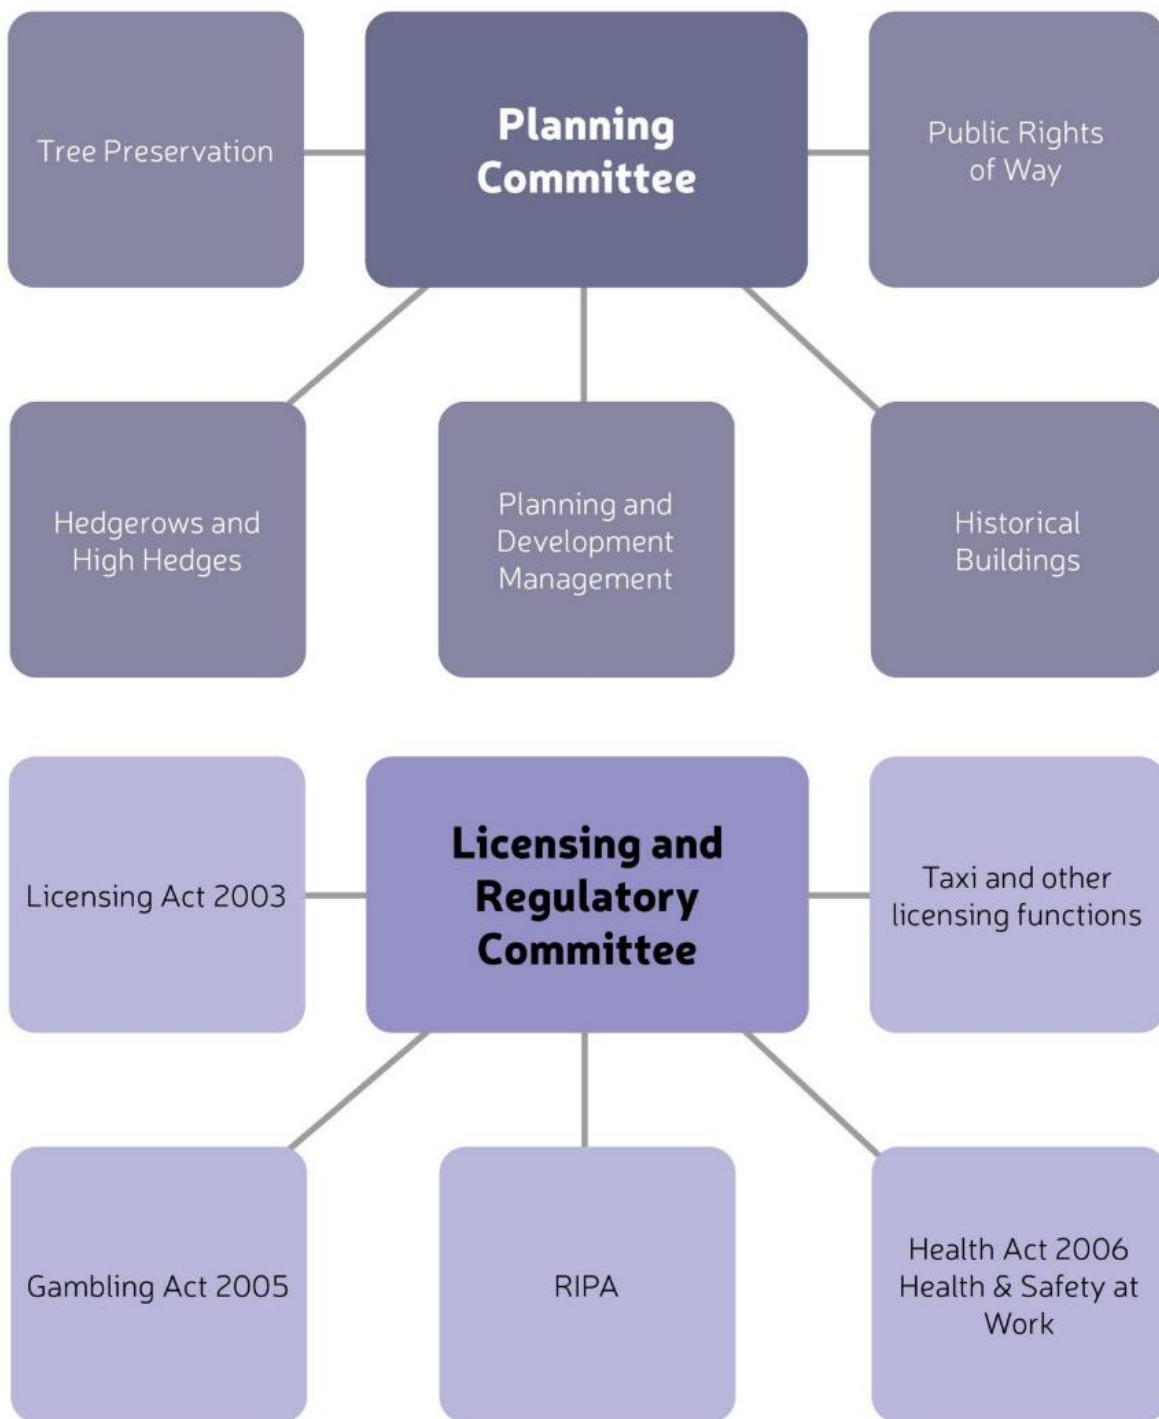 Tree Preservation
Planning
Committee
Public Rights
of Way
Hedgerows and
High Hedges
Planning and
Development
Management
Historical
Buildings
Licensing Act 2003
Licensing and
Regulatory
Committee
Taxi and other
licensing functions
Gambling Act 2005
RIPA
Health Act 2006
Health & Safety at
Work